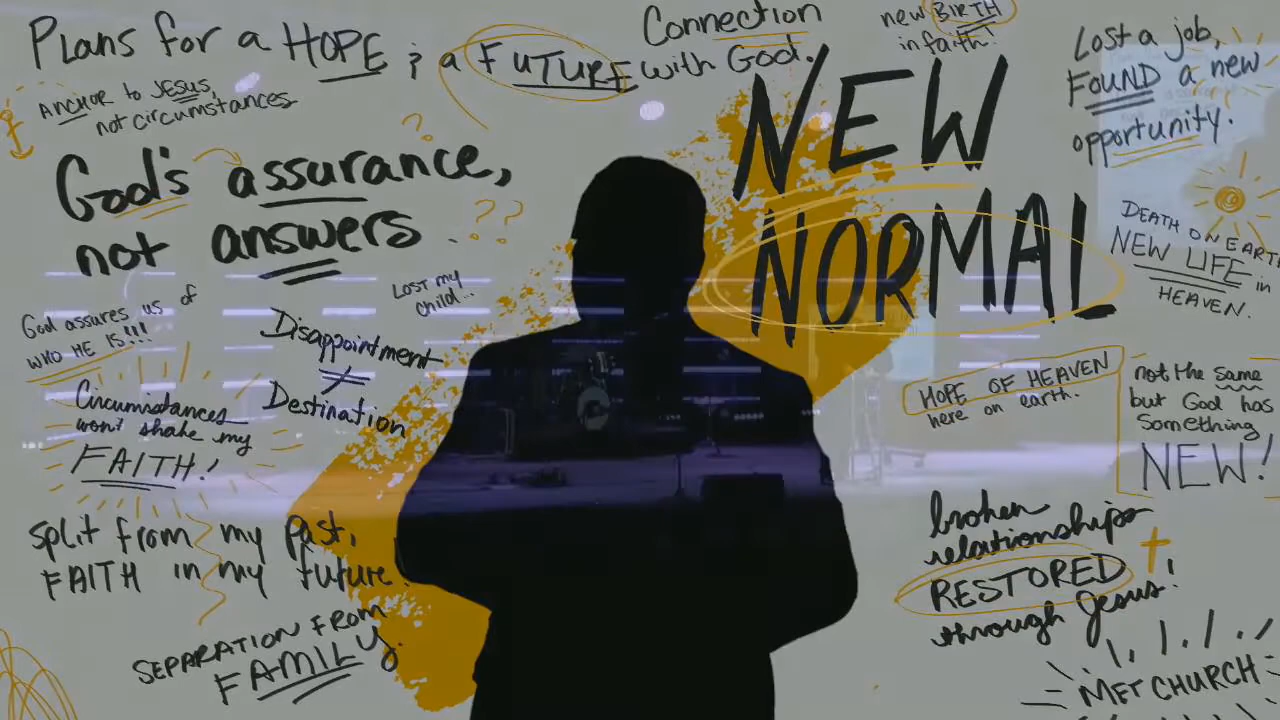 Plans for a HOPE & a FUTURE
Connection
with God.
new BIRTH
in faith!
Lost a job,
FOUND a new
opportunity.
ANCHOR to JESUS,
not circumstances
God's assurance,
not answers
? ? ?
NEW
NORMAL
DEATH ON EARTH
NEW LIFE in
HEAVEN.
God assures us of
WHO HE IS!!!
LOST my
child...
Disappointment
≠
Destination
Circumstances
won't shake my
FAITH!
HOPE OF HEAVEN
here on earth.
not the same
but God has
something
NEW!
split from my past,
FAITH in my future.
broken
relationships
RESTORED
through Jesus!
SEPARATION FROM
FAMILY.
MET CHURCH